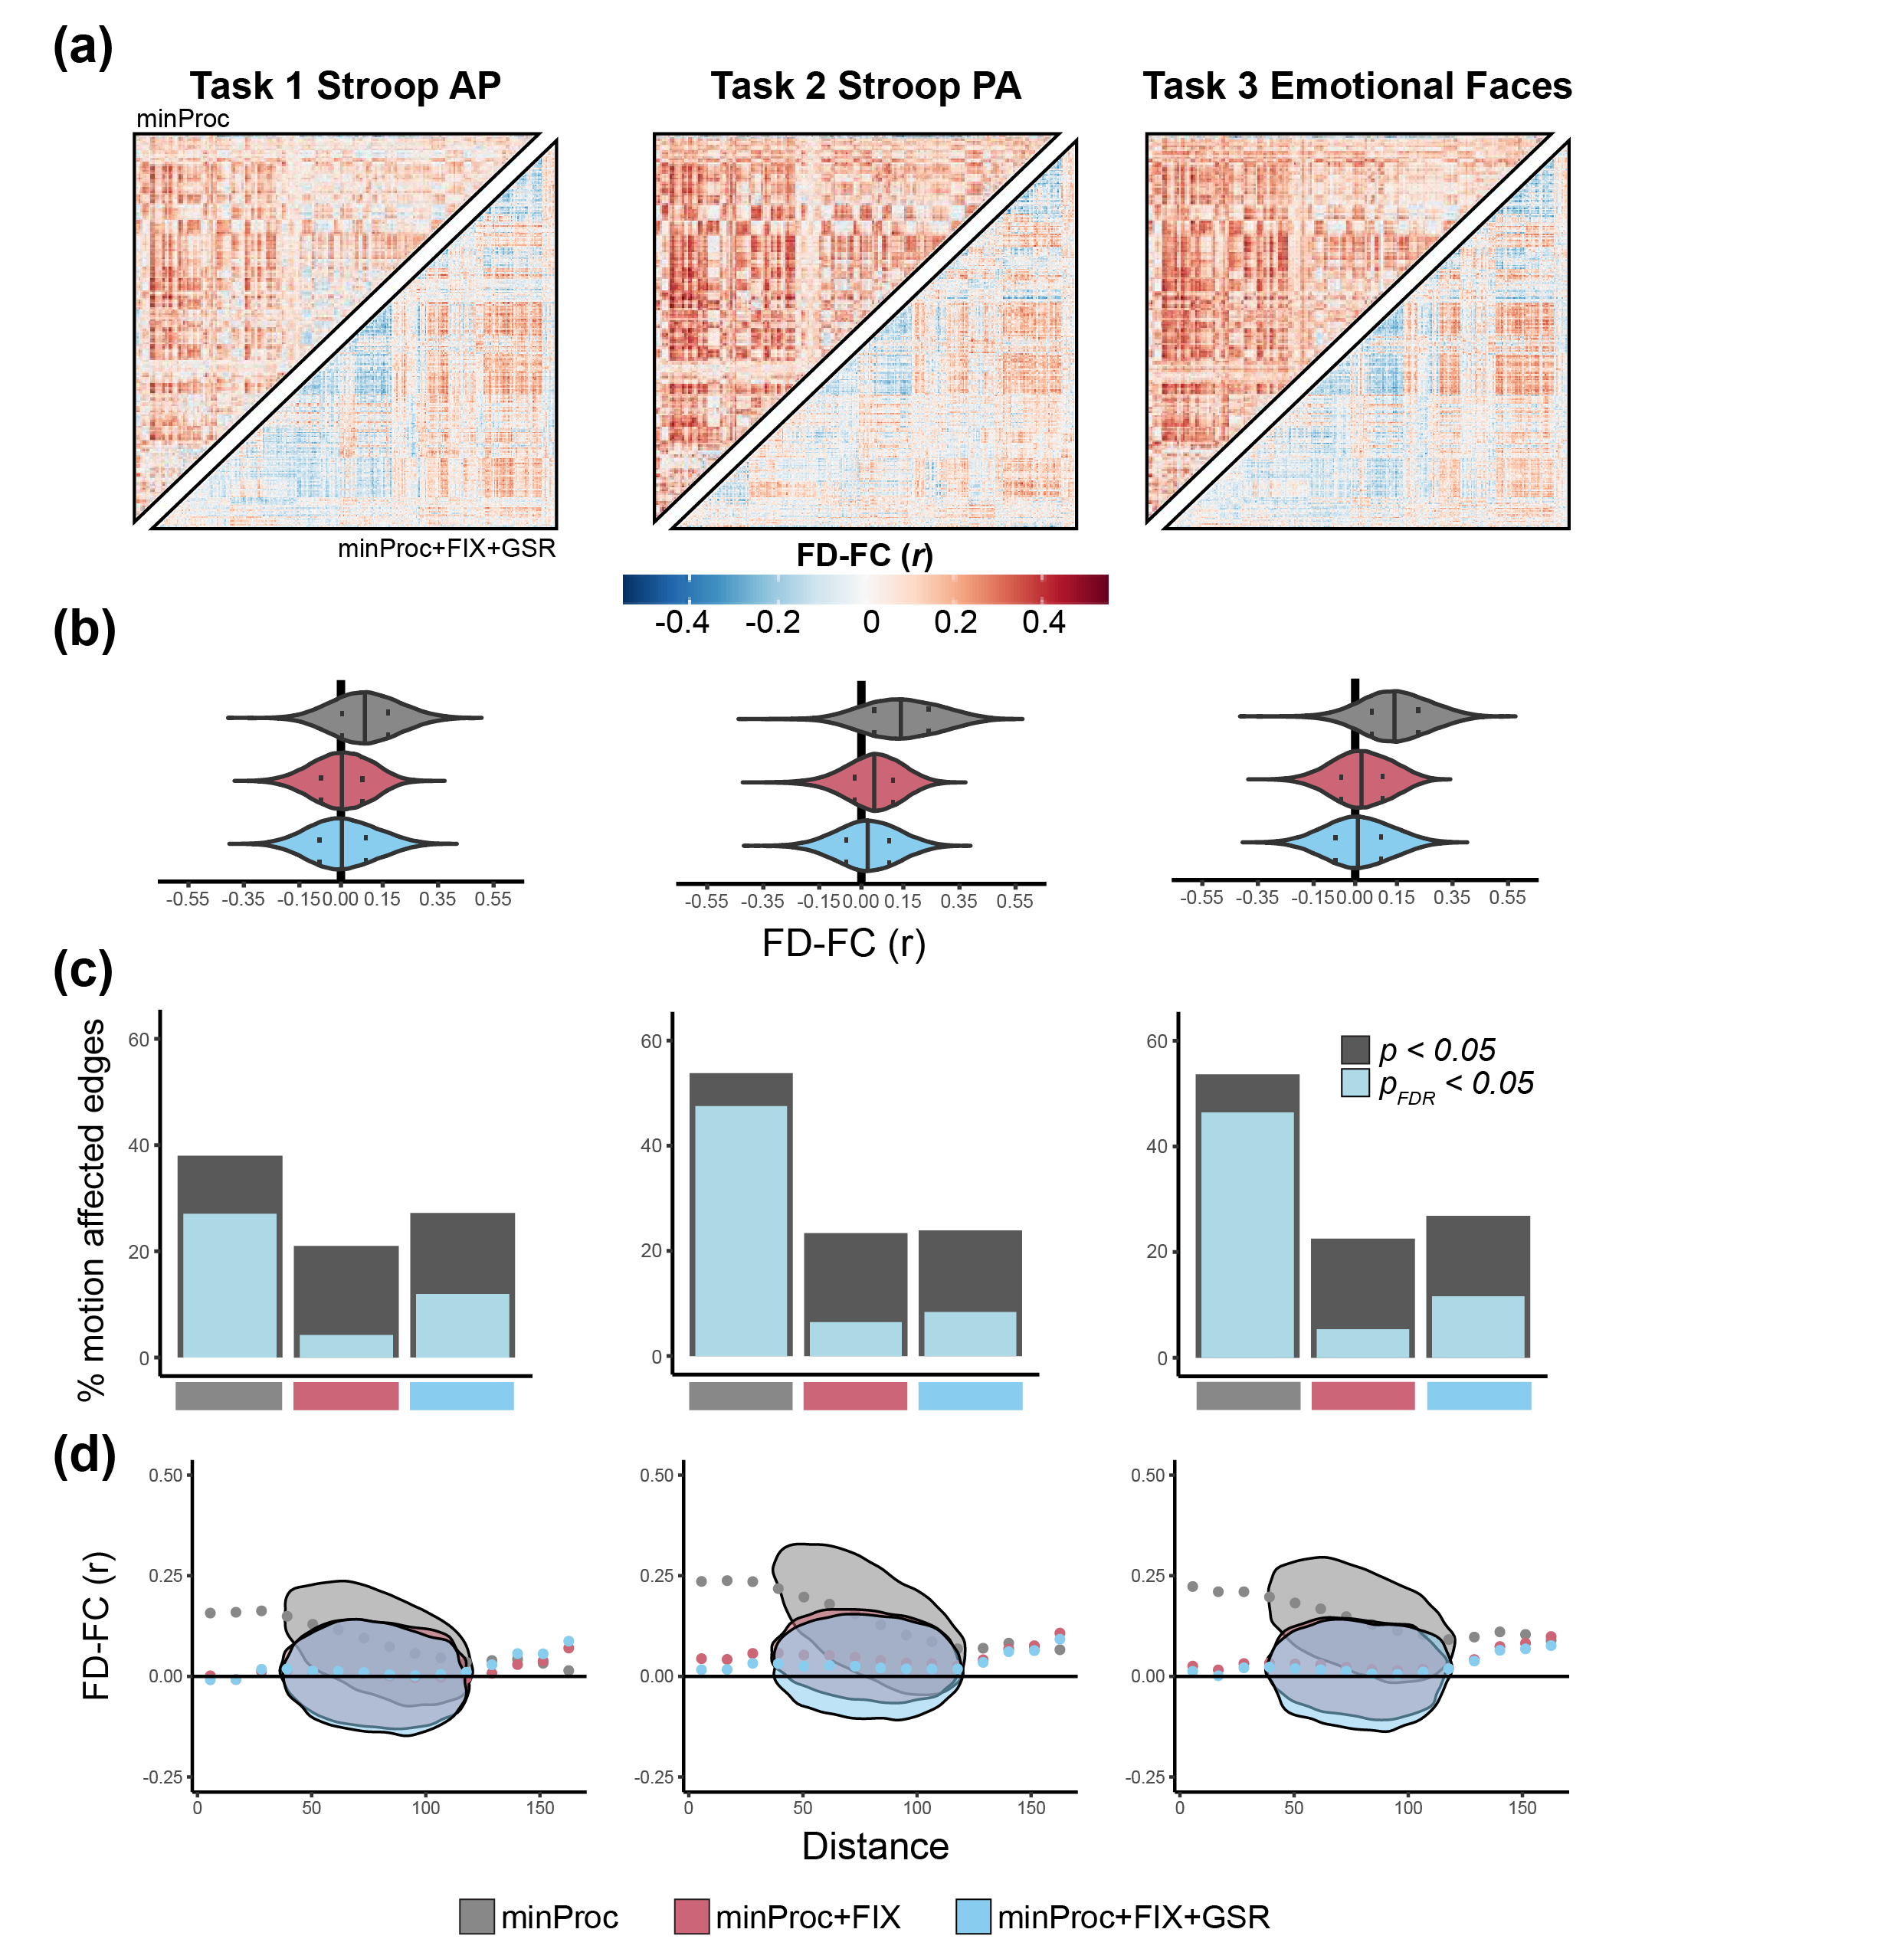 (a)
Task 1 Stroop AP Task 2 Stroop PA Task 3 Emotional Faces
minProc
minProc+FIX+GSR
FD-FC (r)
-0.4 -0.2 0 0.2 0.4
(b)
-0.55 -0.35 -0.15 0.00 0.15 0.35 0.55 -0.55 -0.35 -0.15 0.00 0.15 0.35 0.55 -0.55 -0.35 -0.15 0.00 0.15 0.35 0.55
FD-FC (r)
(c)
% motion affected edges
60 60 60
40 40 40
20 20 20
0 0 0
p < 0.05
pFDR < 0.05
(d)
FD-FC (r)
0.50 0.50 0.50
0.25 0.25 0.25
0.00 0.00 0.00
-0.25 -0.25 -0.25
0 50 100 150 0 50 100 150 0 50 100 150
Distance
minProc minProc+FIX minProc+FIX+GSR